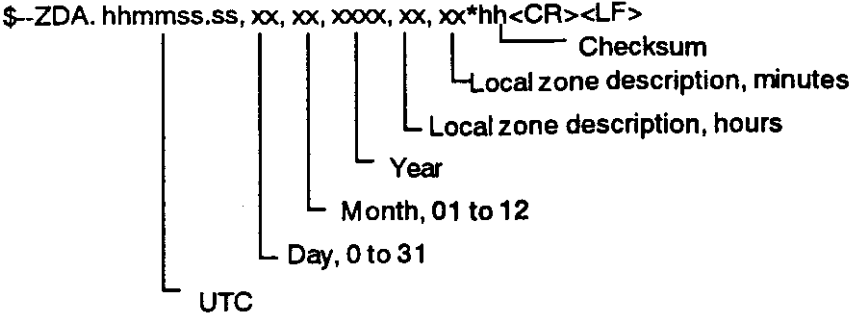 $--ZDA. hhmmss.ss, xx, xx, xxxx, xx, xx*hh<CR><LF>
Checksum
Local zone description, minutes
Local zone description, hours
Year
Month, 01 to 12
Day, 0 to 31
UTC